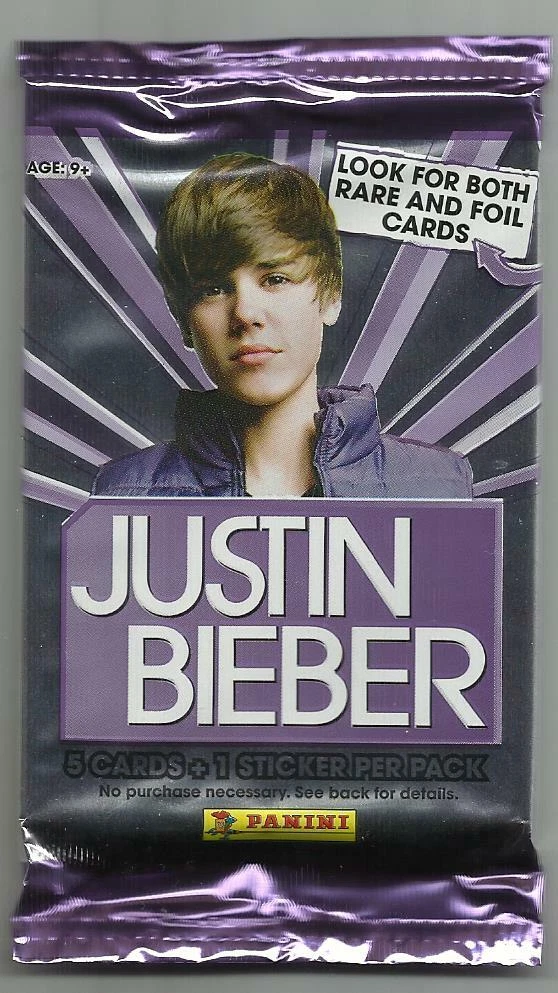 AGE: 9+
LOOK FOR BOTH
RARE AND FOIL
CARDS
JUSTIN
BIEBER
5 CARDS + 1 STICKER PER PACK
No purchase necessary. See back for details.
PANINI